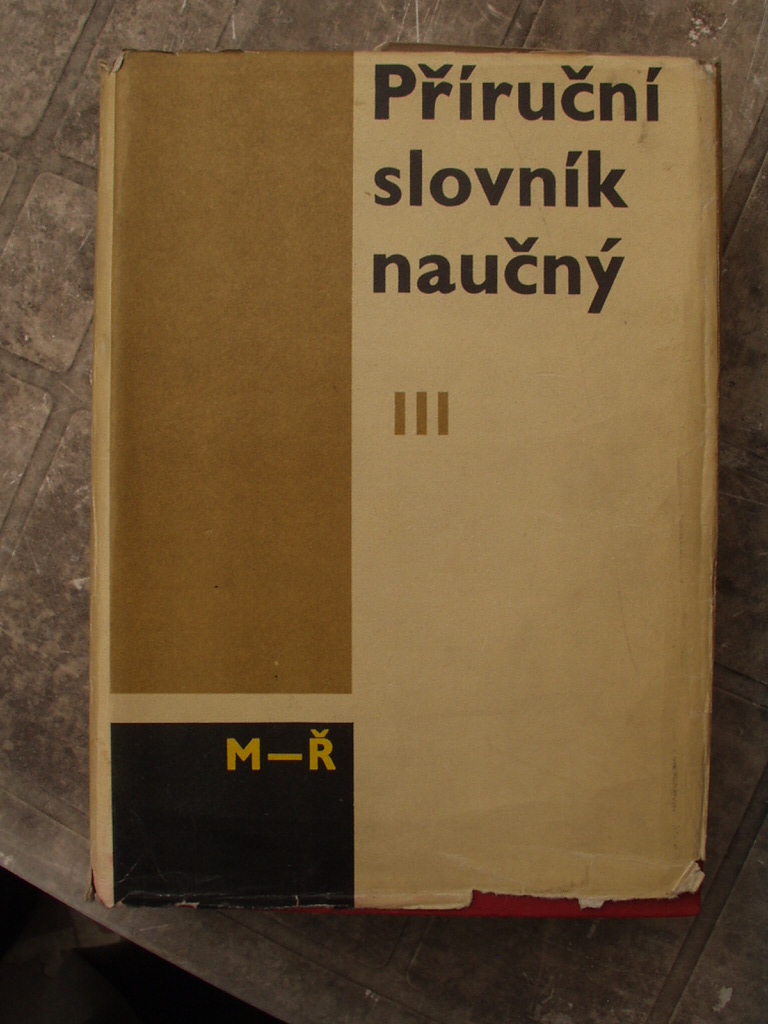 Příruční
slovník
naučný
III
M–Ř